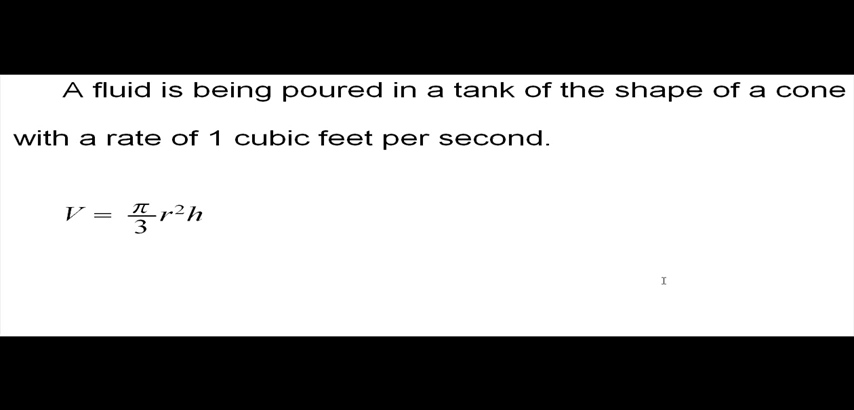 A fluid is being poured in a tank of the shape of a cone
with a rate of 1 cubic feet per second.
V = π/3 r²h